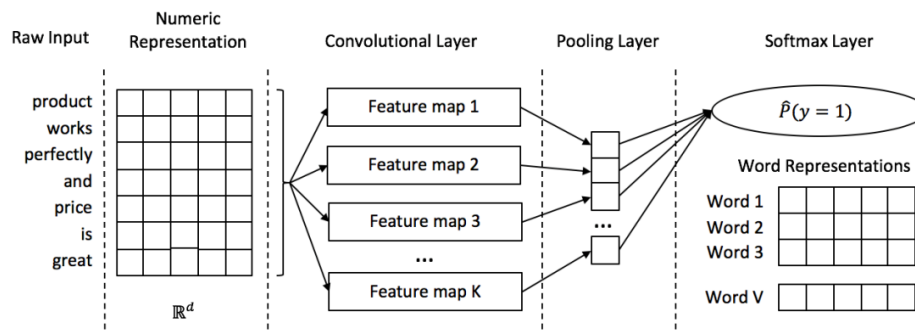 Raw Input
Numeric
Representation
Convolutional Layer
Pooling Layer
Softmax Layer
product
works
perfectly
and
price
is
great
ℝᵈ
Feature map 1
Feature map 2
Feature map 3
...
Feature map K
...
P̂(y = 1)
Word Representations
Word 1
Word 2
Word 3
Word V